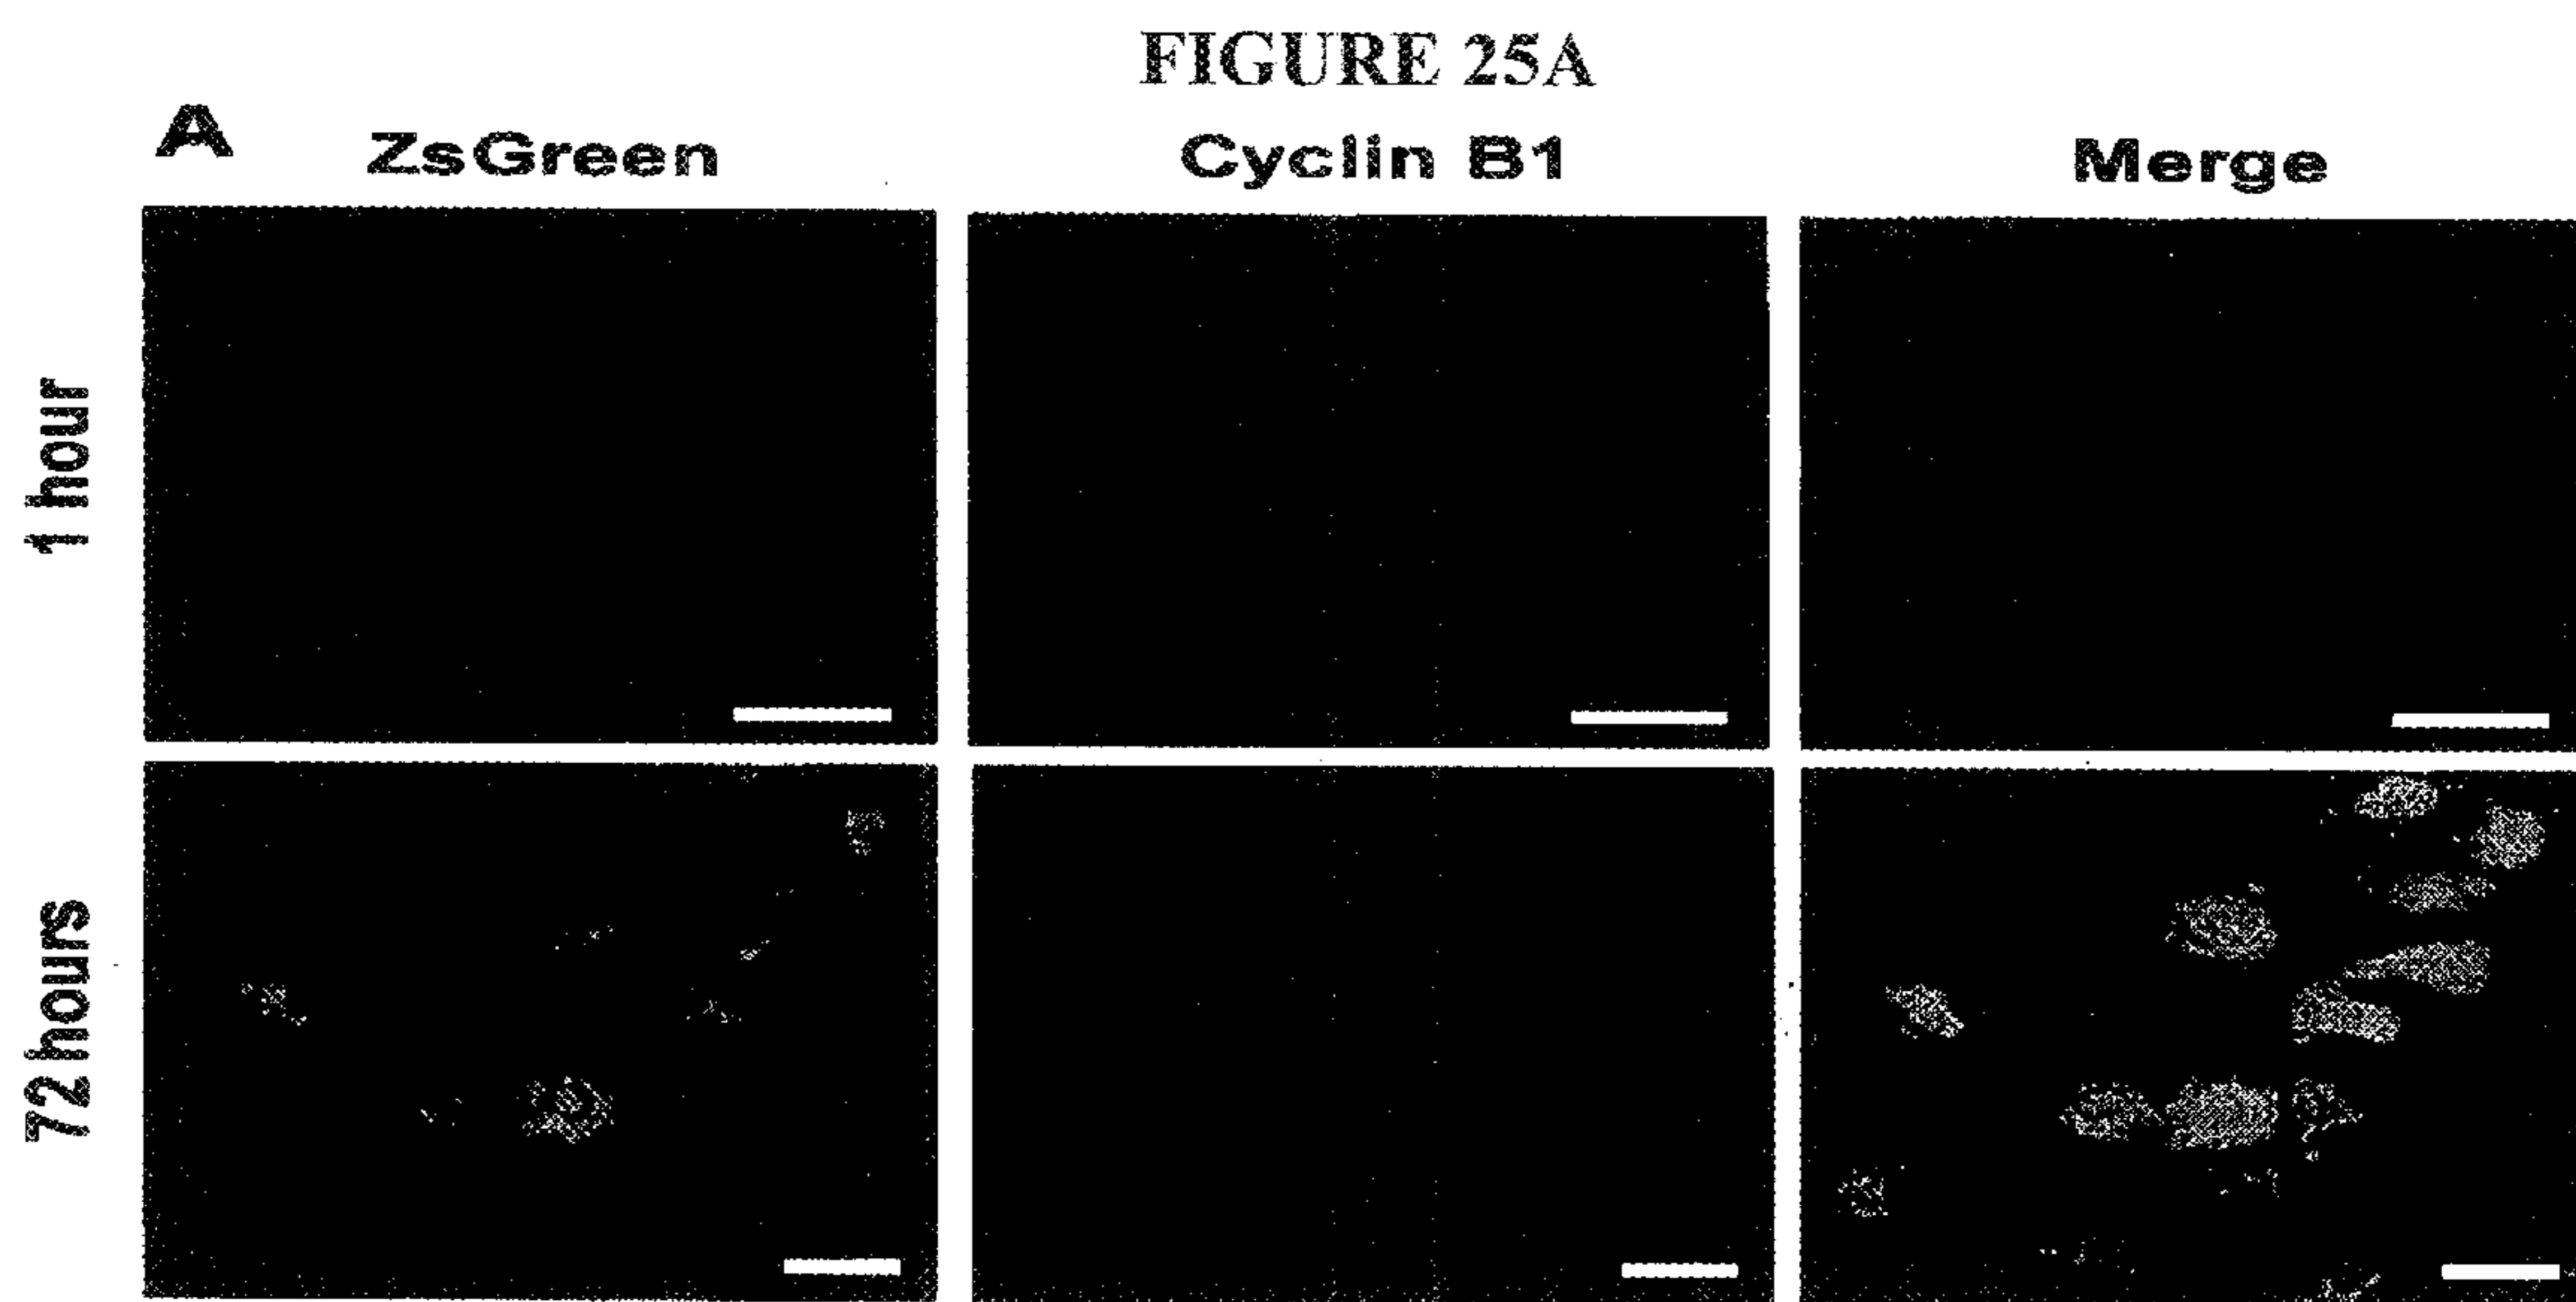 FIGURE 25A
A
ZsGreen Cyclin B1 Merge
1 hour
72 hours